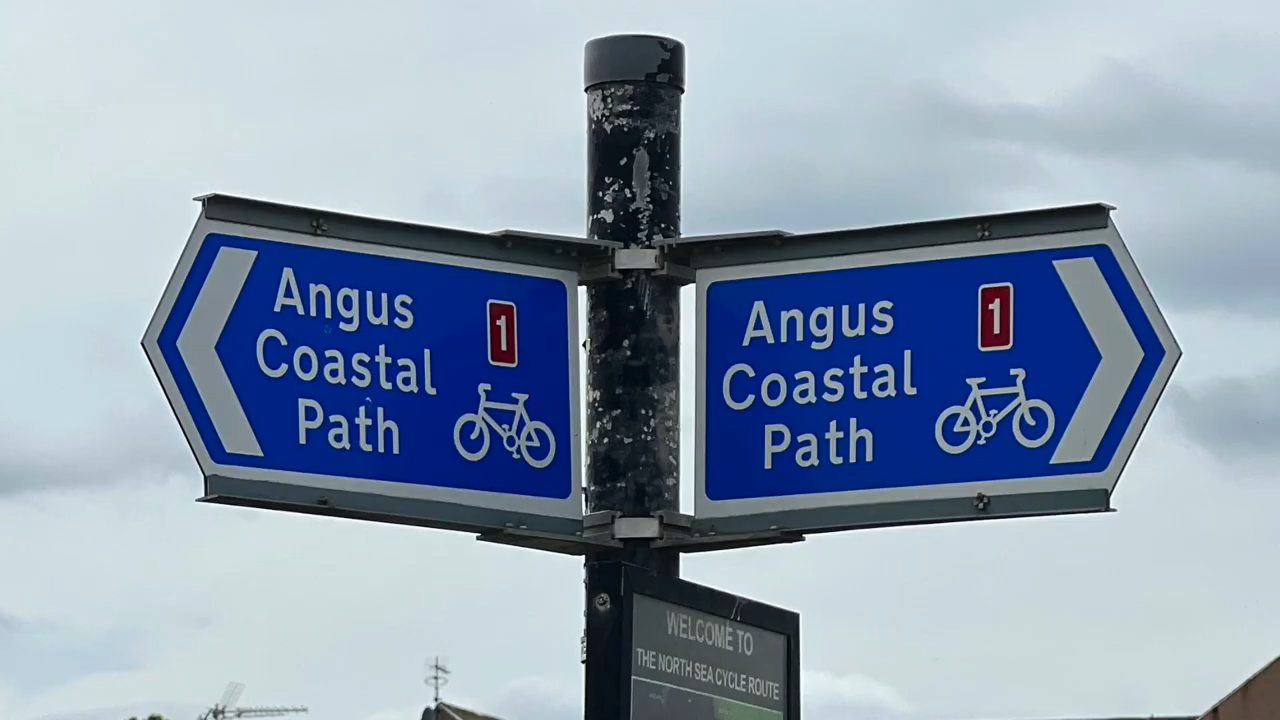 Angus
Coastal
Path
1
Angus
Coastal
Path
1
WELCOME TO
THE NORTH SEA CYCLE ROUTE